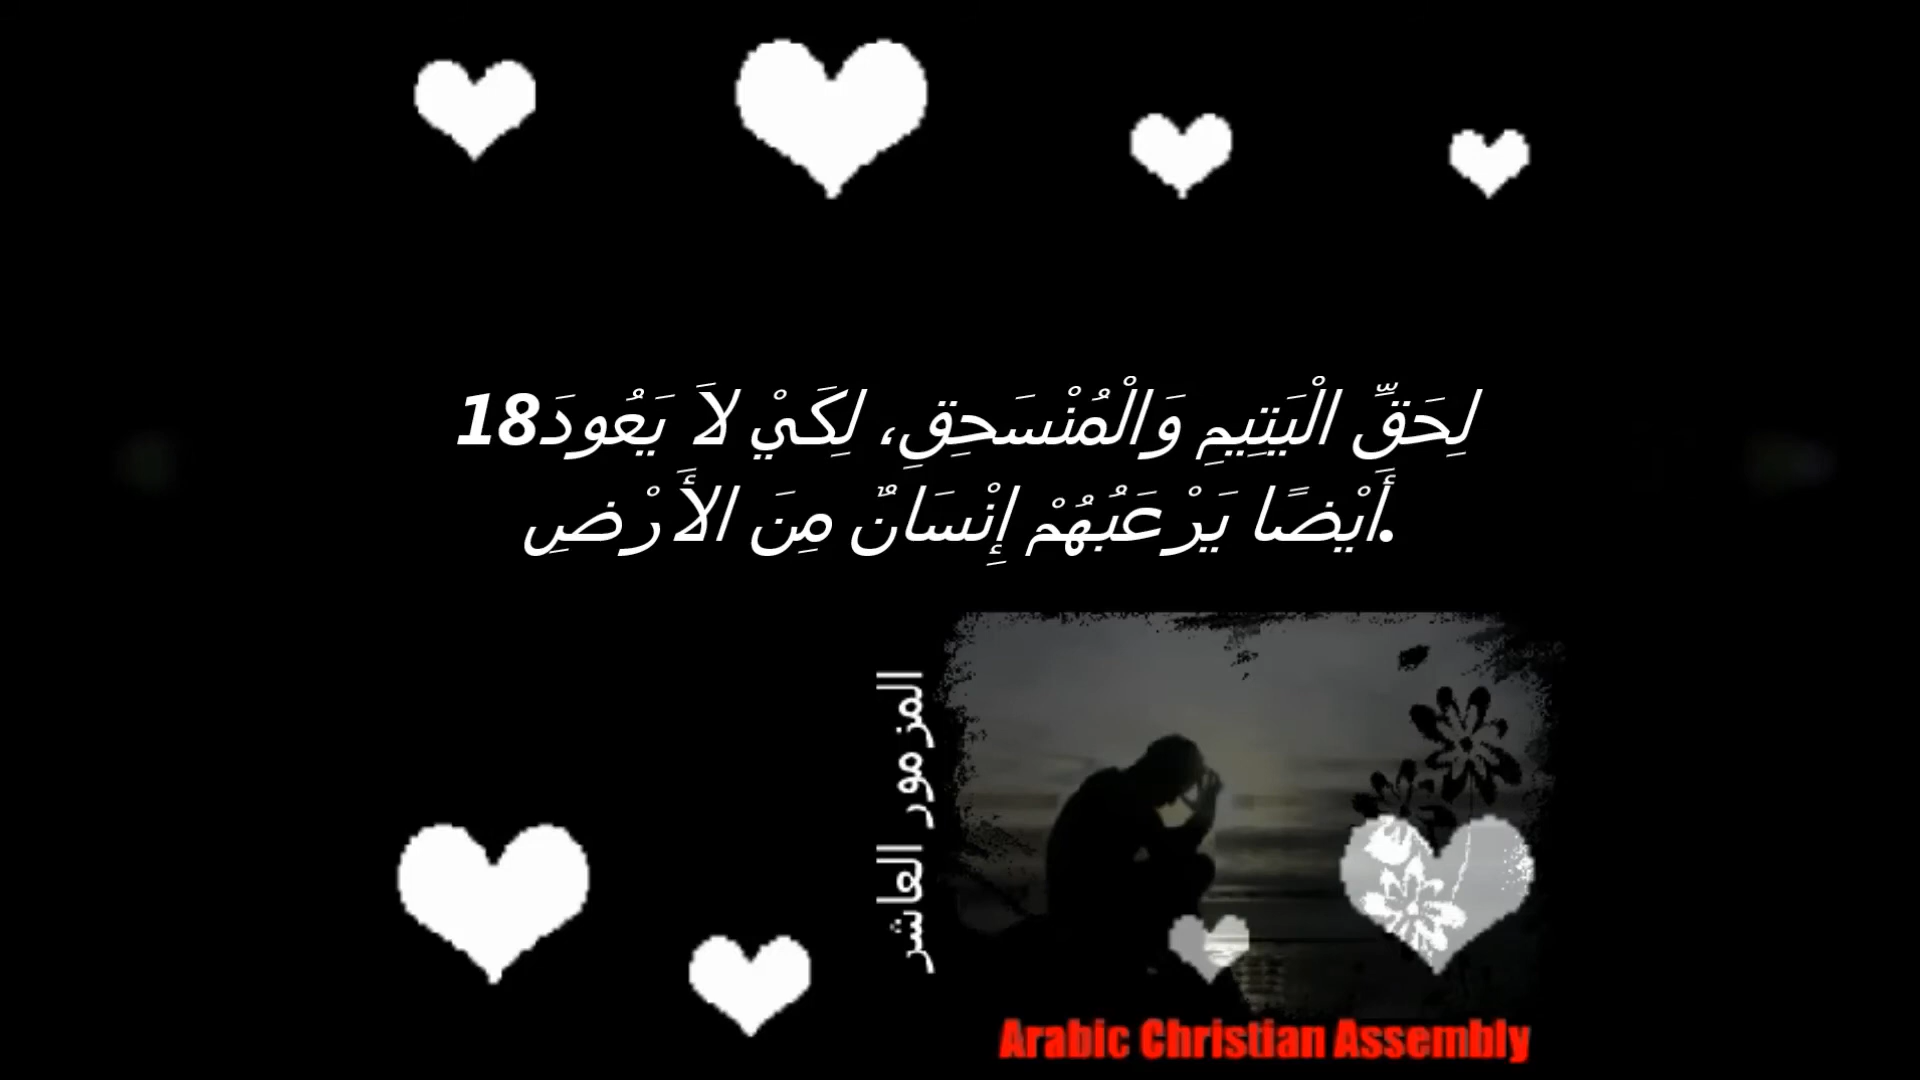 18لِحَقِّ الْيَتِيمِ وَالْمُنْسَحِقِ، لِكَيْ لاَ يَعُودَ
أَيْضًا يَرْعَبُهُمْ إِنْسَانٌ مِنَ الأَرْضِ.
المزمور العاشر
Arabic Christian Assembly